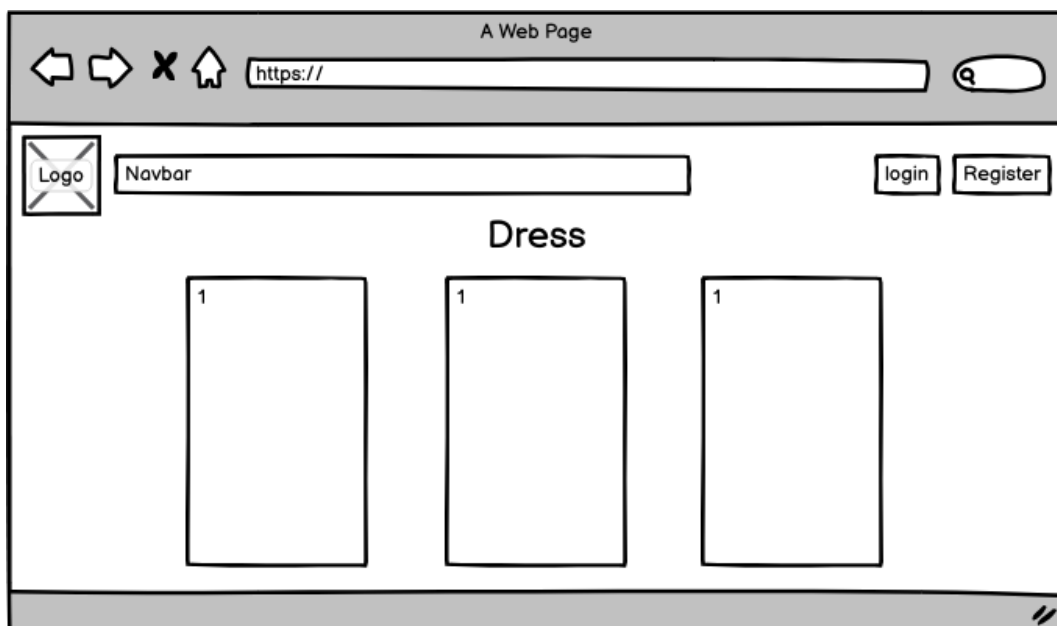 A Web Page
https://
Logo
Navbar
login
Register
Dress
1
1
1